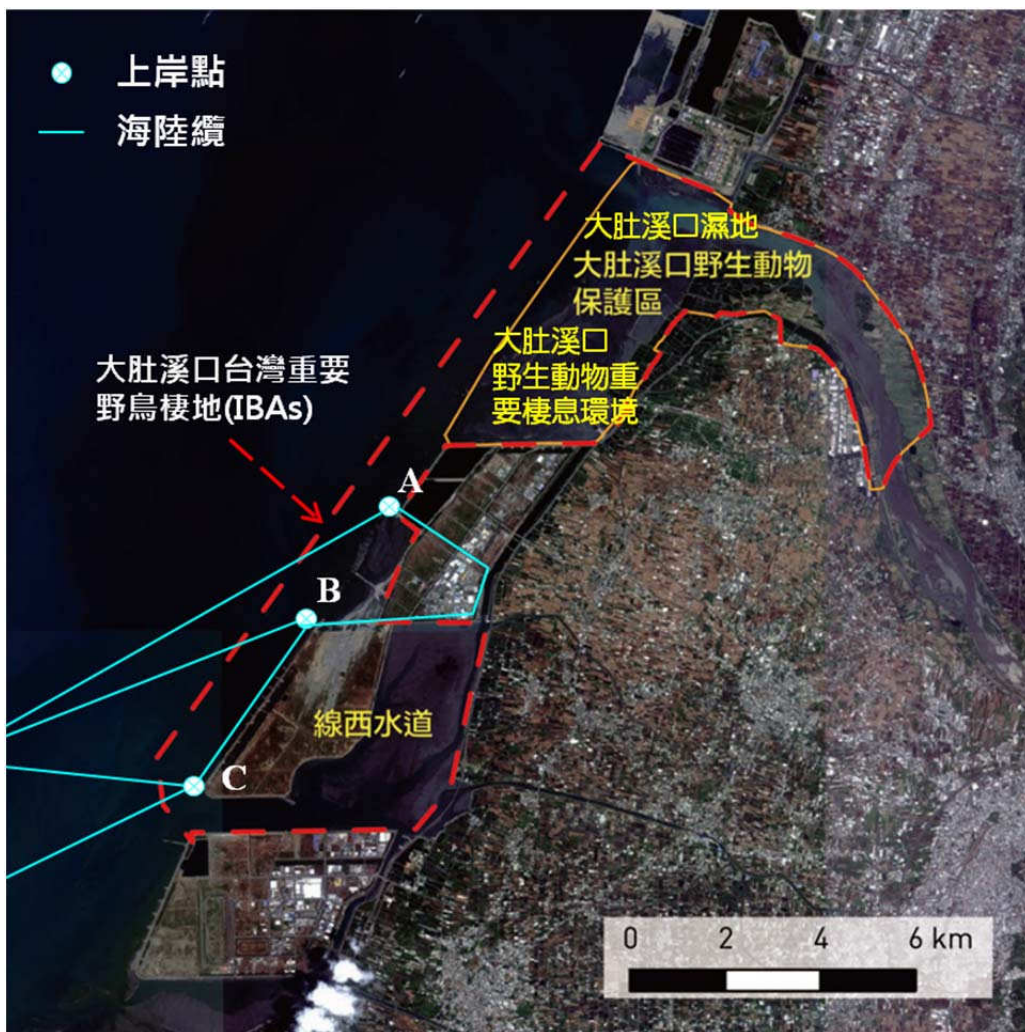 上岸點
海陸纜
大肚溪口濕地
大肚溪口野生動物
保護區
大肚溪口
野生動物重
要棲息環境
大肚溪口台灣重要
野鳥棲地(IBAs)
A
B
線西水道
C
0 2 4 6 km